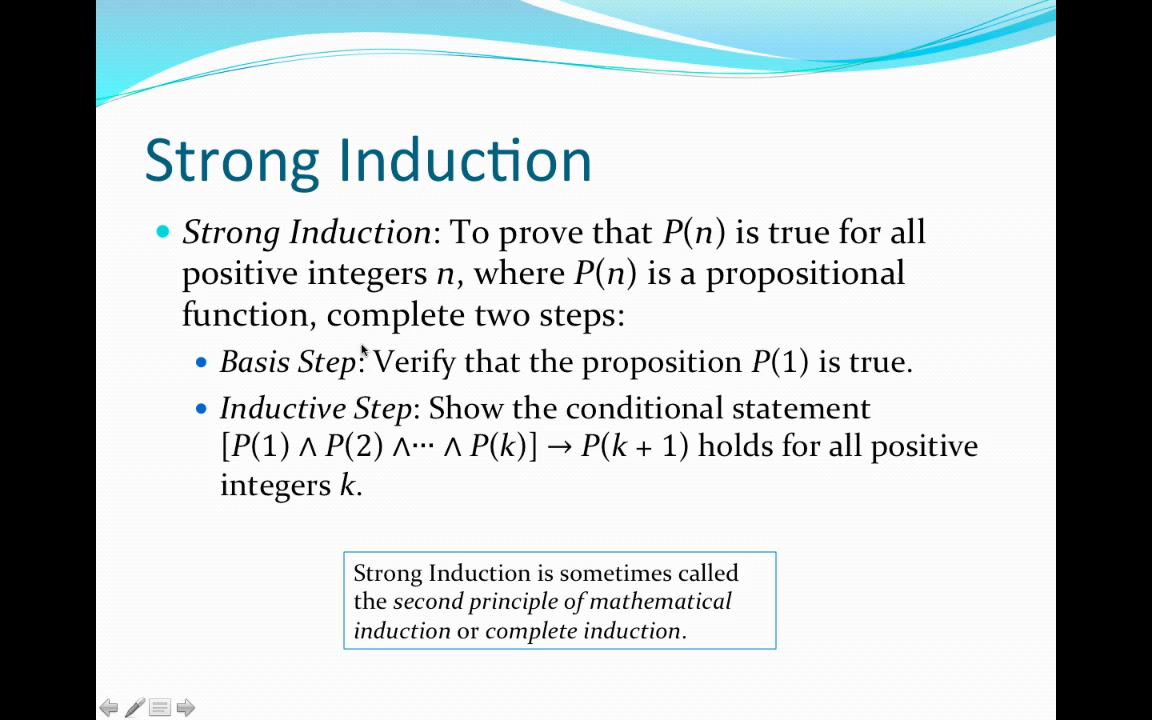 Strong Induction
• Strong Induction: To prove that P(n) is true for all
positive integers n, where P(n) is a propositional
function, complete two steps:
• Basis Step: Verify that the proposition P(1) is true.
• Inductive Step: Show the conditional statement
[P(1) ∧ P(2) ∧⋯ ∧ P(k)] → P(k + 1) holds for all positive
integers k.
Strong Induction is sometimes called
the second principle of mathematical
induction or complete induction.